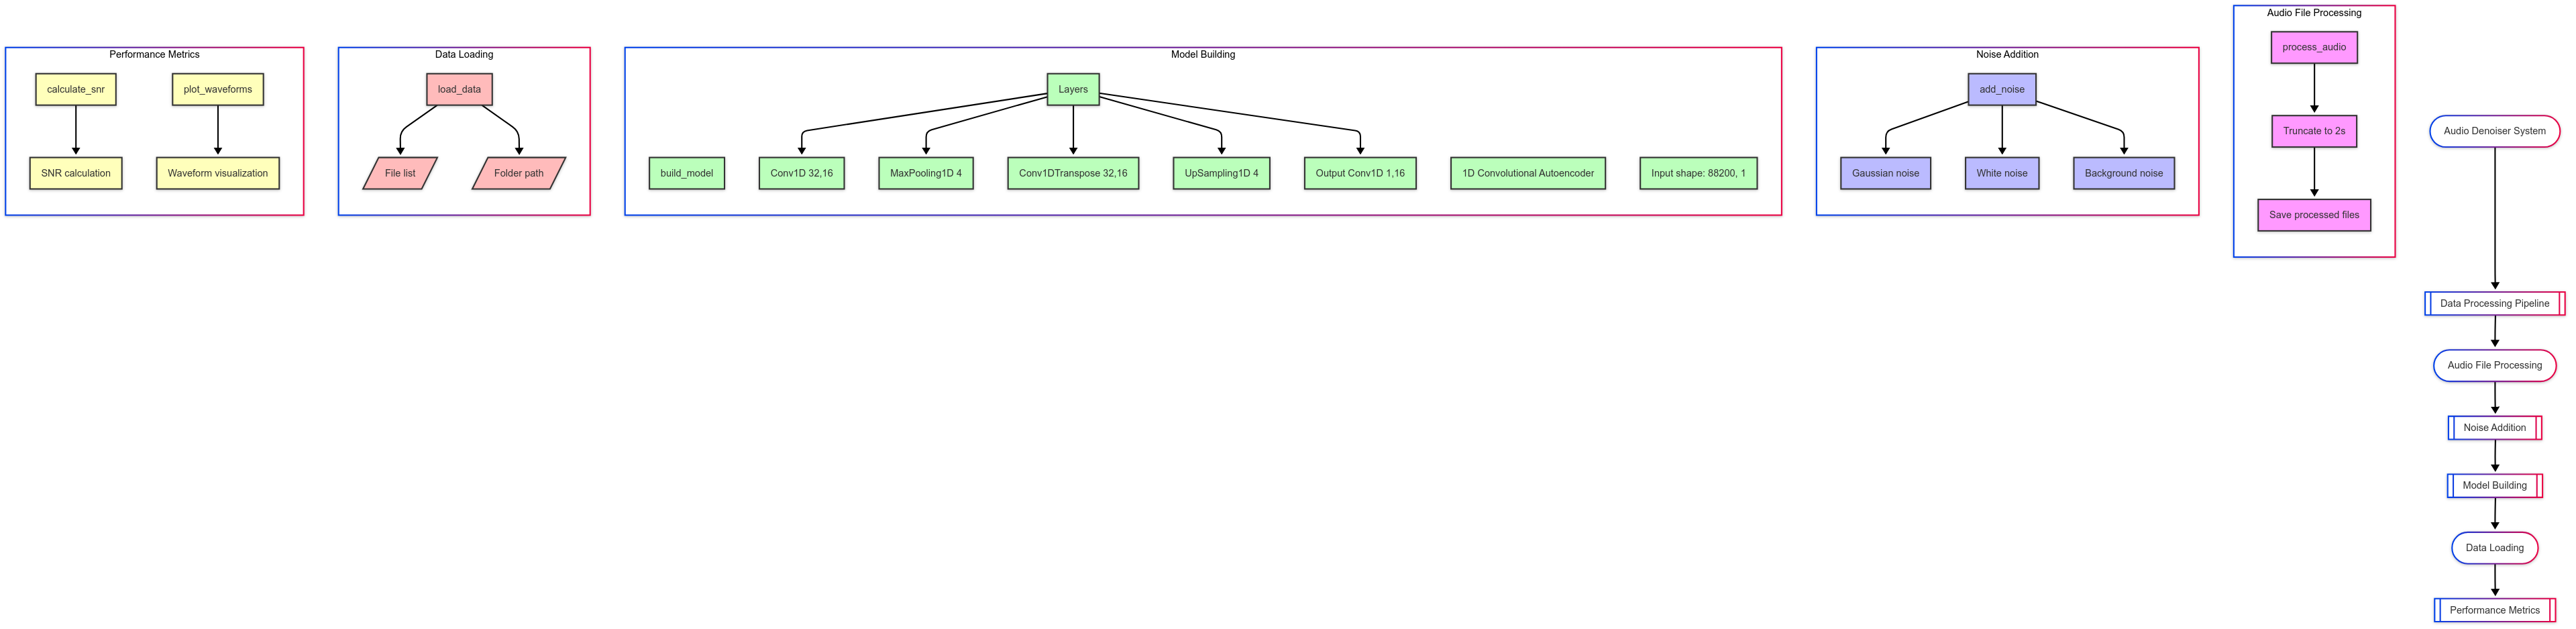 Performance Metrics
calculate_snr
plot_waveforms
SNR calculation
Waveform visualization
Data Loading
load_data
File list
Folder path
Model Building
Layers
build_model
Conv1D 32,16
MaxPooling1D 4
Conv1DTranspose 32,16
UpSampling1D 4
Output Conv1D 1,16
1D Convolutional Autoencoder
Input shape: 88200, 1
Noise Addition
add_noise
Gaussian noise
White noise
Background noise
Audio File Processing
process_audio
Truncate to 2s
Save processed files
Audio Denoiser System
Data Processing Pipeline
Audio File Processing
Noise Addition
Model Building
Data Loading
Performance Metrics